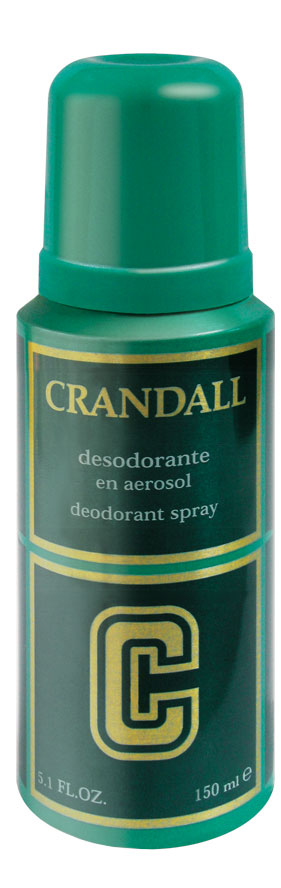 CRANDALL
desodorante
en aerosol
deodorant spray
C
5.1 FL.OZ. 150 ml ℮